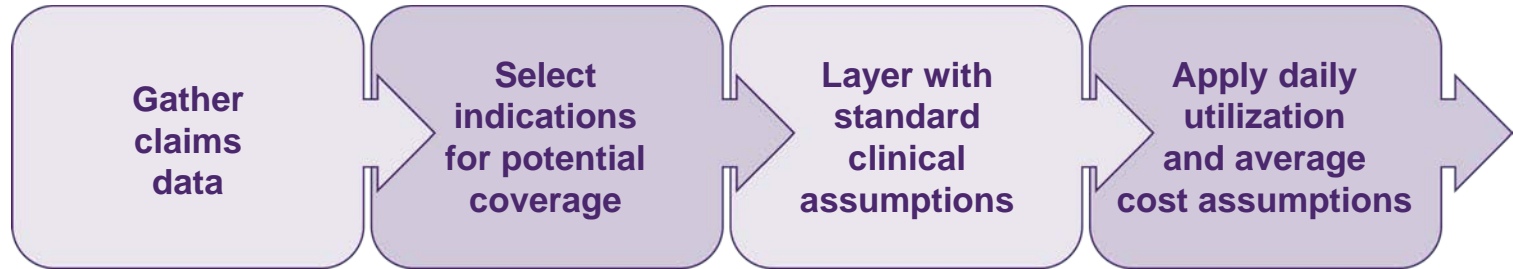 Gather
claims
data
Select
indications
for potential
coverage
Layer with
standard
clinical
assumptions
Apply daily
utilization
and average
cost assumptions